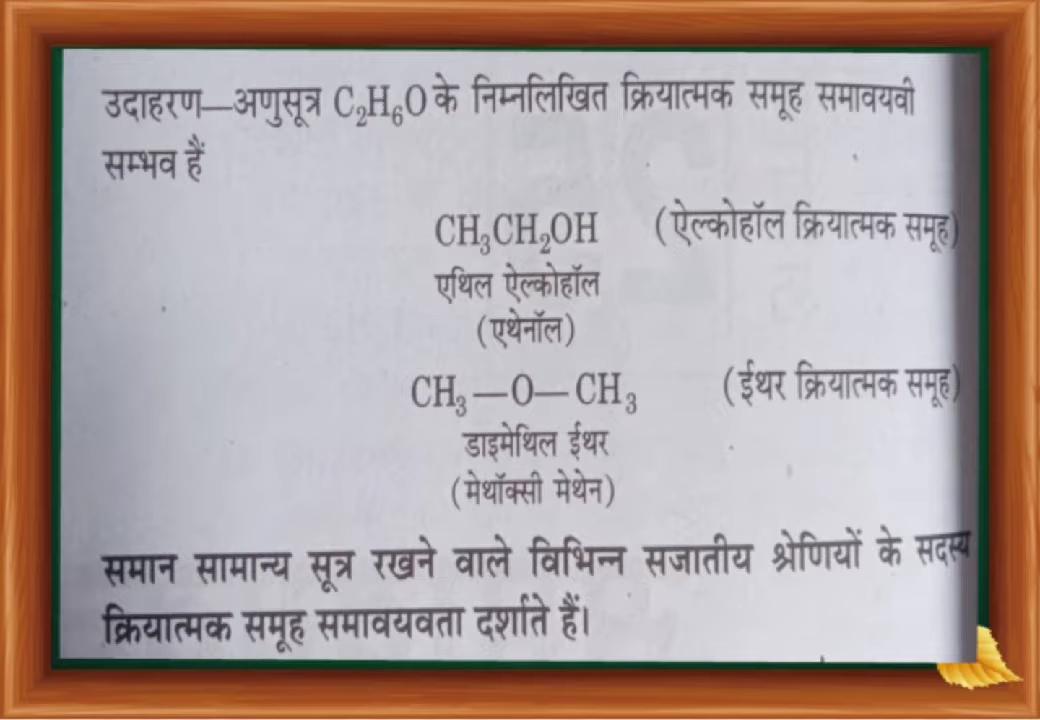 उदाहरण—अणुसूत्र C₂H₆O के निम्नलिखित क्रियात्मक समूह समावयवी
सम्भव हैं
CH₃CH₂OH (ऐल्कोहॉल क्रियात्मक समूह)
एथिल ऐल्कोहॉल
(एथेनॉल)
CH₃—O—CH₃ (ईथर क्रियात्मक समूह)
डाइमेथिल ईथर
(मेथॉक्सी मेथेन)
समान सामान्य सूत्र रखने वाले विभिन्न सजातीय श्रेणियों के सदस्य
क्रियात्मक समूह समावयवता दर्शाते हैं।